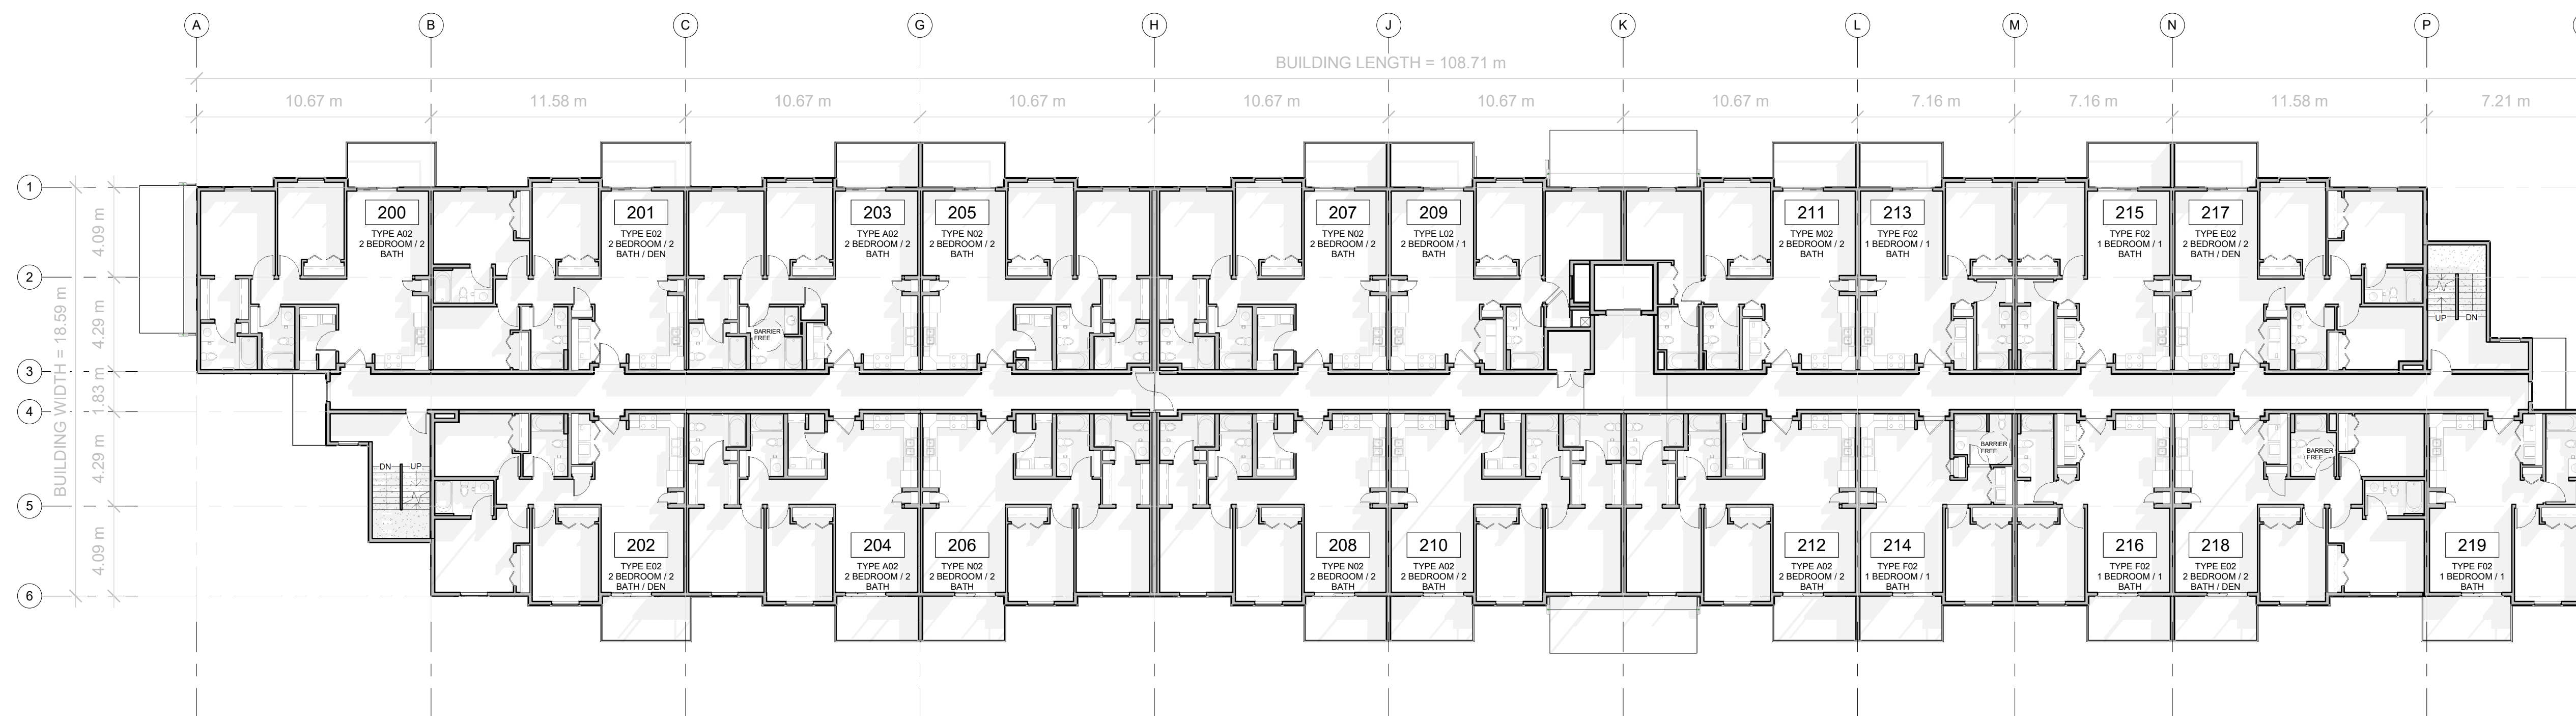 A B C G H J K L M N P
BUILDING LENGTH = 108.71 m
10.67 m 11.58 m 10.67 m 10.67 m 10.67 m 10.67 m 10.67 m 7.16 m 7.16 m 11.58 m 7.21 m
1
2
3
4
5
6
BUILDING WIDTH = 18.59 m
4.09 m
4.29 m
1.83 m
4.29 m
4.09 m
200
TYPE A02
2 BEDROOM / 2
BATH
201
TYPE E02
2 BEDROOM / 2
BATH / DEN
203
TYPE A02
2 BEDROOM / 2
BATH
205
TYPE N02
2 BEDROOM / 2
BATH
207
TYPE N02
2 BEDROOM / 2
BATH
209
TYPE L02
2 BEDROOM / 1
BATH
211
TYPE M02
2 BEDROOM / 2
BATH
213
TYPE F02
1 BEDROOM / 1
BATH
215
TYPE F02
1 BEDROOM / 1
BATH
217
TYPE E02
2 BEDROOM / 2
BATH / DEN
BARRIER
FREE
UP DN
DN UP
BARRIER
FREE
BARRIER
FREE
202
TYPE E02
2 BEDROOM / 2
BATH / DEN
204
TYPE A02
2 BEDROOM / 2
BATH
206
TYPE N02
2 BEDROOM / 2
BATH
208
TYPE N02
2 BEDROOM / 2
BATH
210
TYPE A02
2 BEDROOM / 2
BATH
212
TYPE A02
2 BEDROOM / 2
BATH
214
TYPE F02
1 BEDROOM / 1
BATH
216
TYPE F02
1 BEDROOM / 1
BATH
218
TYPE E02
2 BEDROOM / 2
BATH / DEN
219
TYPE F02
1 BEDROOM / 1
BATH